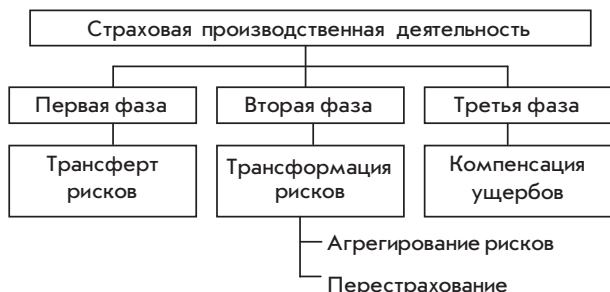 Страховая производственная деятельность
Первая фаза
Вторая фаза
Третья фаза
Трансферт
рисков
Трансформация
рисков
Компенсация
ущербов
Агрегирование рисков
Перестрахование